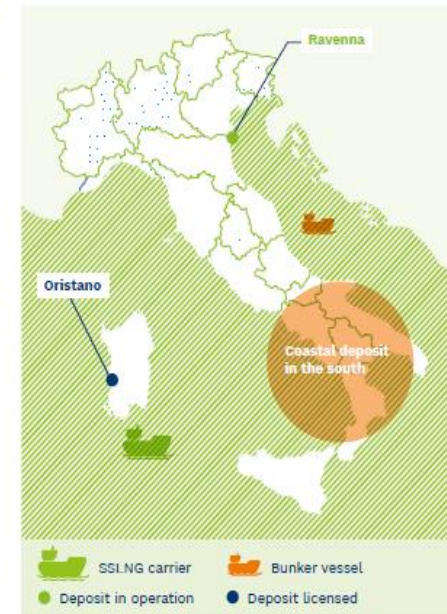 Ravenna
Oristano
Coastal deposit
in the south
SSLNG carrier
Bunker vessel
Deposit in operation
Deposit licensed